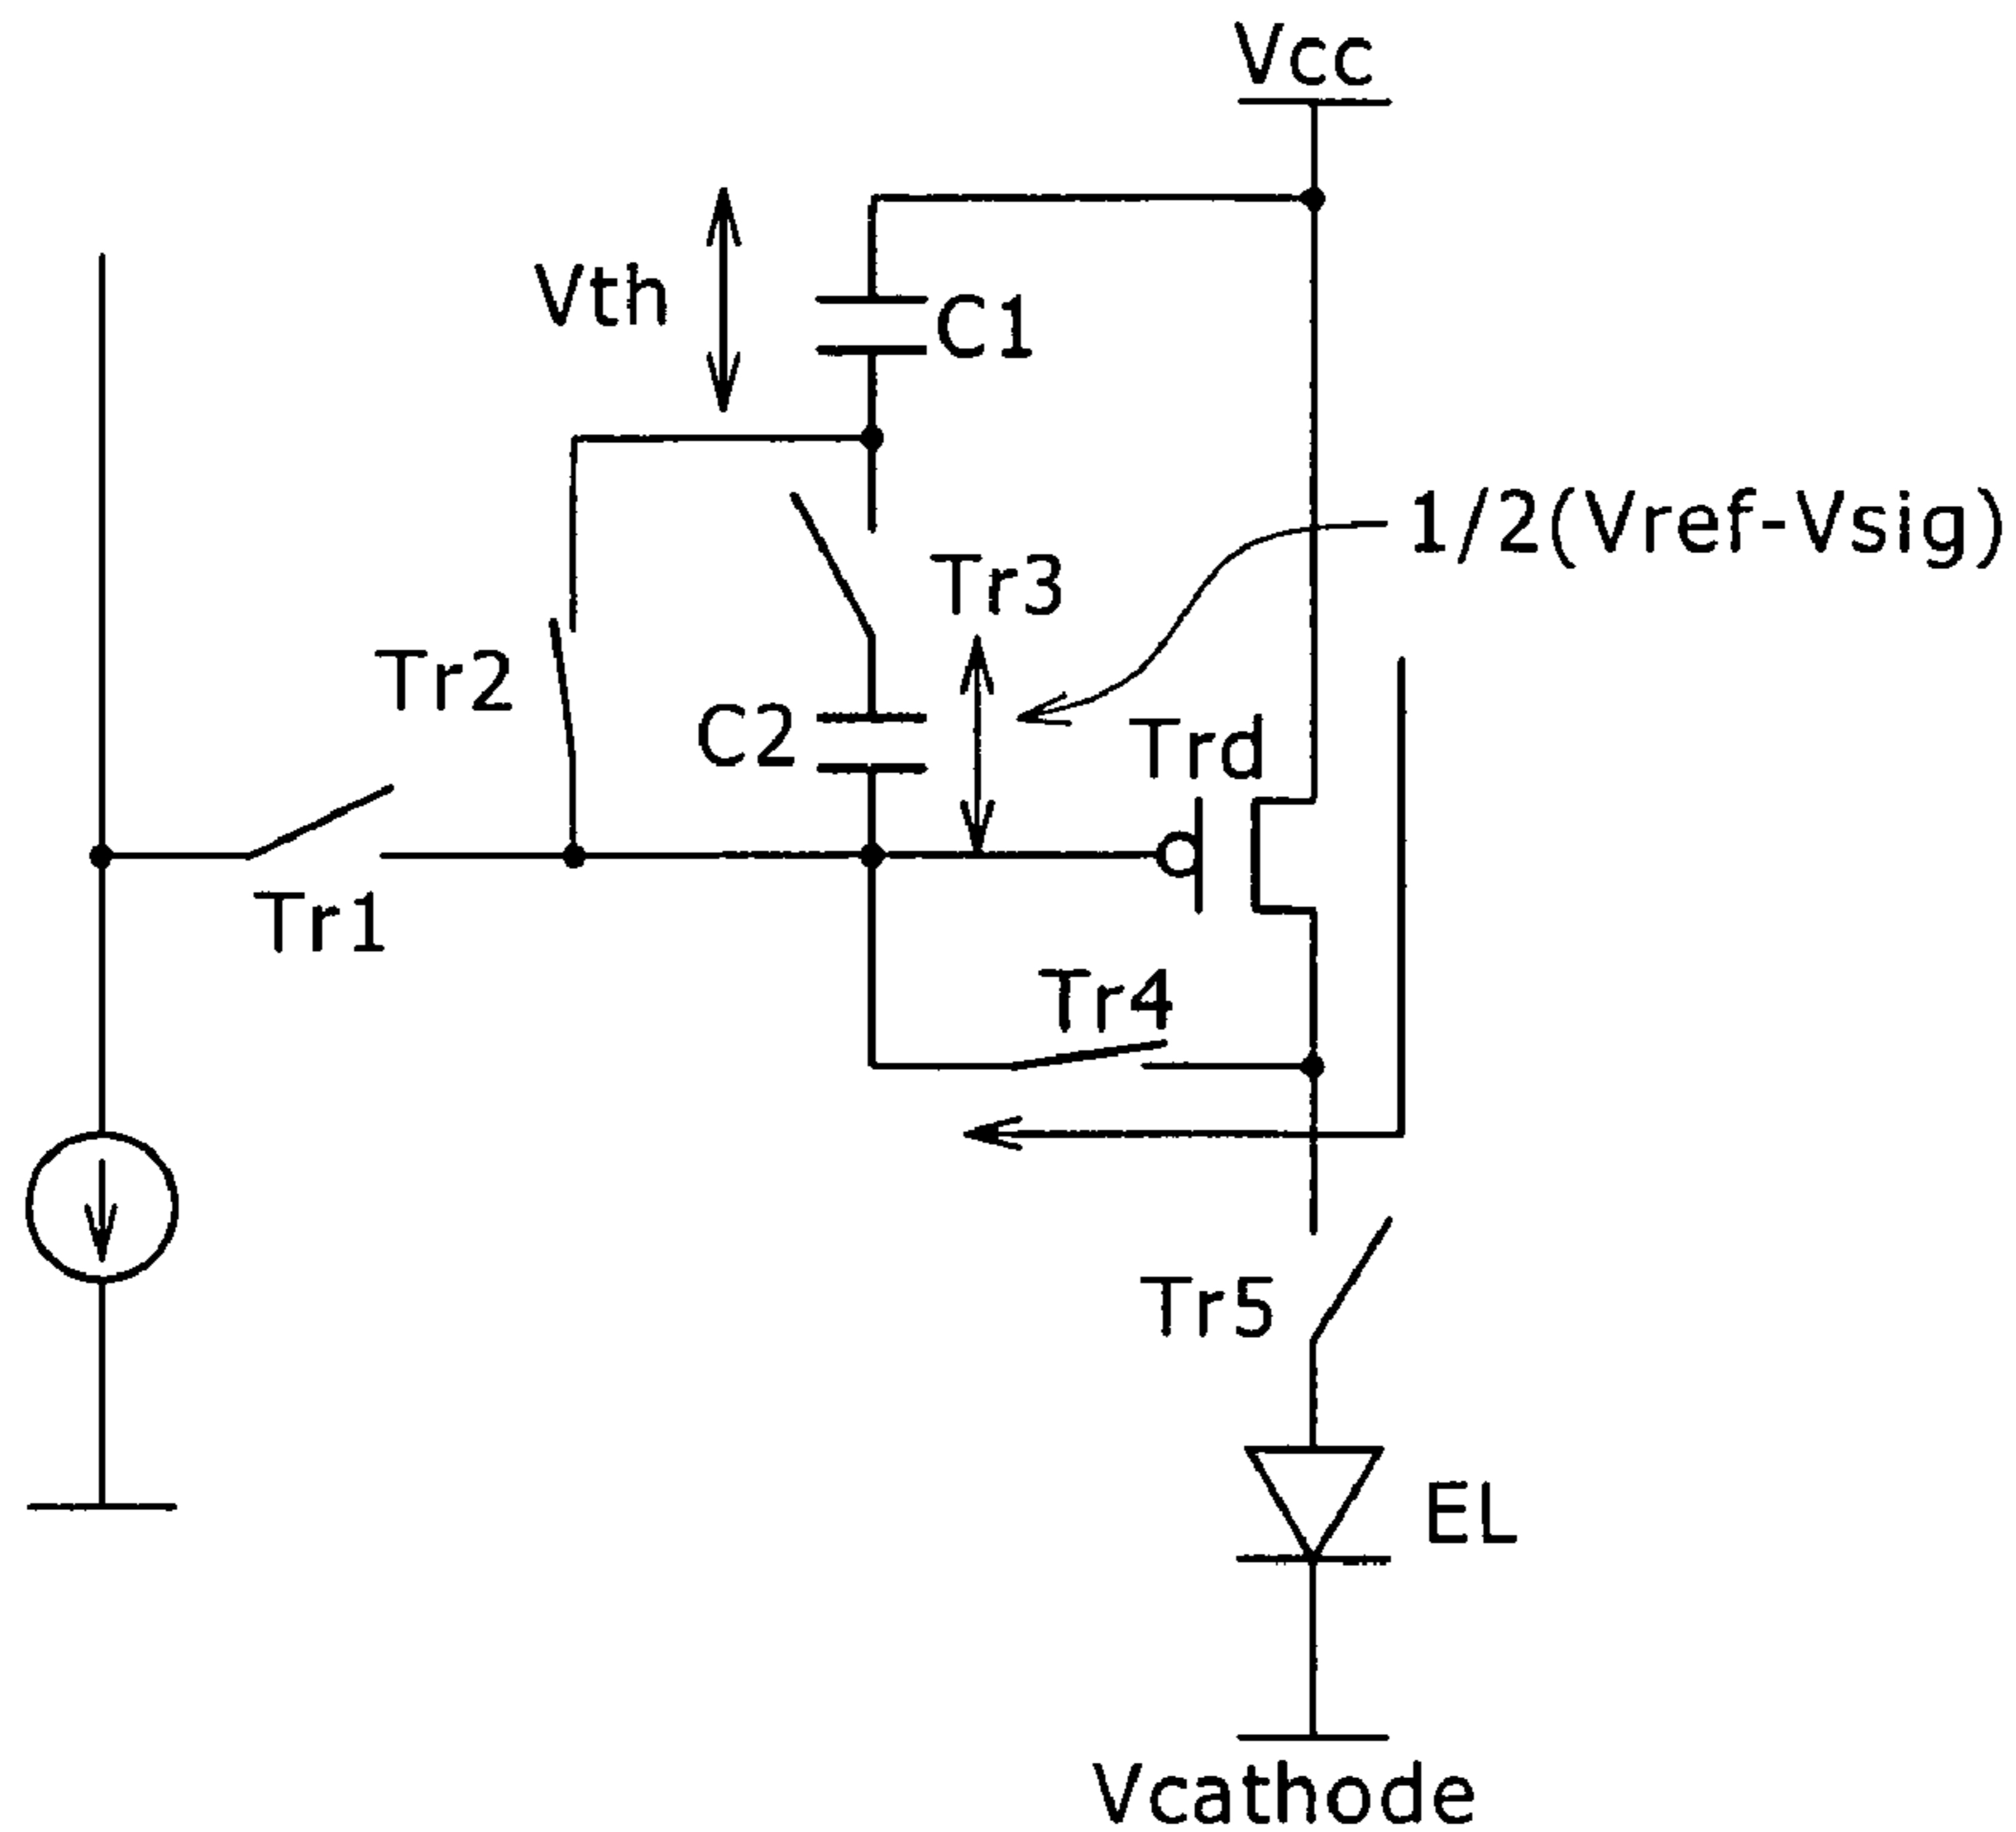 Vcc
Vth
C1
1/2(Vref-Vsig)
Tr3
Tr2
C2
Trd
Tr1
Tr4
Tr5
EL
Vcathode